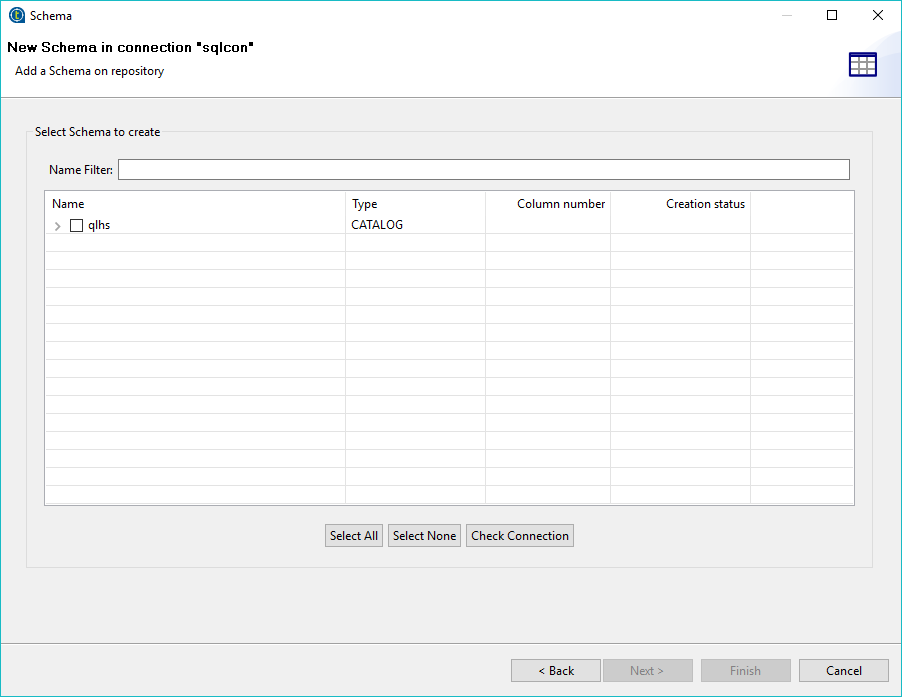 Schema
New Schema in connection "sqlcon"
Add a Schema on repository
Select Schema to create
Name Filter:
Name Type Column number Creation status
qlhs CATALOG
Select All Select None Check Connection
< Back Next > Finish Cancel